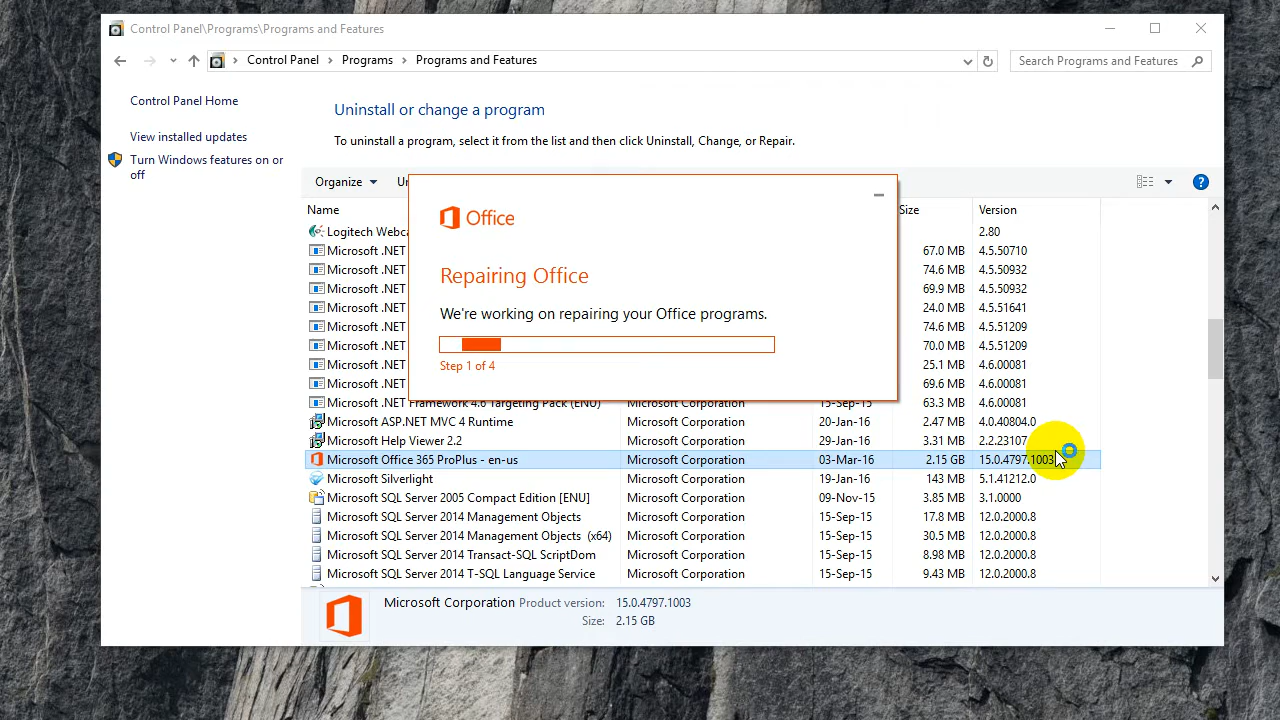 Control Panel\Programs\Programs and Features
Control Panel
Programs
Programs and Features
Search Programs and Features
Control Panel Home
View installed updates
Turn Windows features on or
off
Uninstall or change a program
To uninstall a program, select it from the list and then click Uninstall, Change, or Repair.
Organize
Un
Office
Repairing Office
We're working on repairing your Office programs.
Step 1 of 4
Name Size Version
Logitech Webca 2.80
Microsoft .NET 67.0 MB 4.5.50710
Microsoft .NET 74.6 MB 4.5.50932
Microsoft .NET 69.9 MB 4.5.50932
Microsoft .NET 24.0 MB 4.5.51641
Microsoft .NET 74.6 MB 4.5.51209
Microsoft .NET 70.0 MB 4.5.51209
Microsoft .NET 25.1 MB 4.6.00081
Microsoft .NET 69.6 MB 4.6.00081
Microsoft .NET Framework 4.6 Targeting Pack (ENU) Microsoft Corporation 15-Sep-15 63.3 MB 4.6.00081
Microsoft ASP.NET MVC 4 Runtime Microsoft Corporation 20-Jan-16 2.47 MB 4.0.40804.0
Microsoft Help Viewer 2.2 Microsoft Corporation 29-Jan-16 3.31 MB 2.2.23107
Microsoft Office 365 ProPlus - en-us Microsoft Corporation 03-Mar-16 2.15 GB 15.0.4797.1003
Microsoft Silverlight Microsoft Corporation 19-Jan-16 143 MB 5.1.41212.0
Microsoft SQL Server 2005 Compact Edition [ENU] Microsoft Corporation 09-Nov-15 3.85 MB 3.1.0000
Microsoft SQL Server 2014 Management Objects Microsoft Corporation 15-Sep-15 17.8 MB 12.0.2000.8
Microsoft SQL Server 2014 Management Objects (x64) Microsoft Corporation 15-Sep-15 30.5 MB 12.0.2000.8
Microsoft SQL Server 2014 Transact-SQL ScriptDom Microsoft Corporation 15-Sep-15 8.98 MB 12.0.2000.8
Microsoft SQL Server 2014 T-SQL Language Service Microsoft Corporation 15-Sep-15 9.43 MB 12.0.2000.8
Microsoft Corporation Product version: 15.0.4797.1003
Size: 2.15 GB